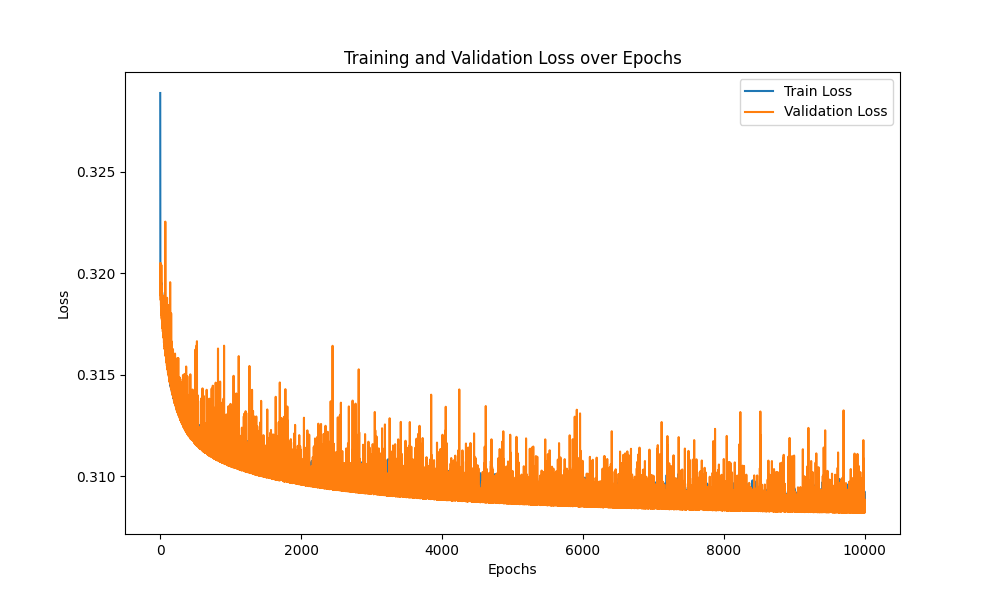 Training and Validation Loss over Epochs
Train Loss
Validation Loss
0.325
0.320
0.315
0.310
Loss
0 2000 4000 6000 8000 10000
Epochs